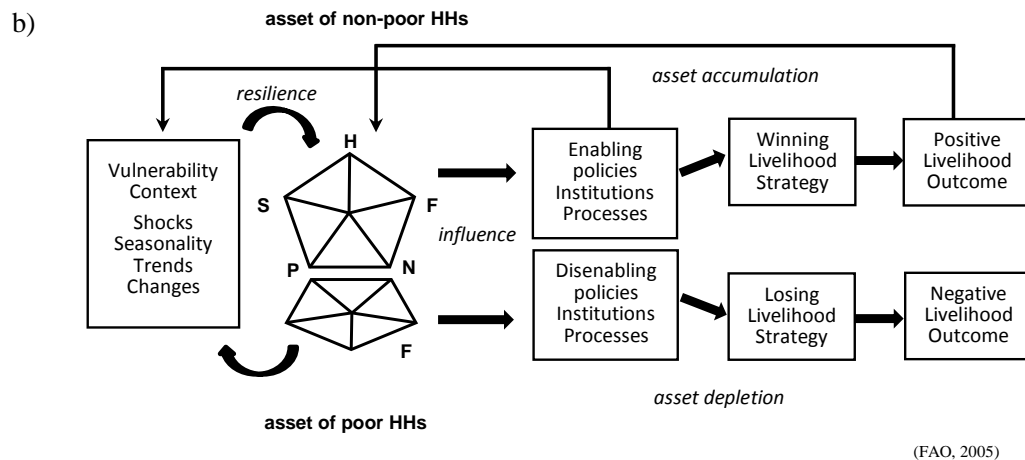 b)
asset of non-poor HHs
asset accumulation
resilience
Vulnerability
Context
Shocks
Seasonality
Trends
Changes
H
S
F
P
N
influence
Enabling
policies
Institutions
Processes
Winning
Livelihood
Strategy
Positive
Livelihood
Outcome
F
Disenabling
policies
Institutions
Processes
Losing
Livelihood
Strategy
Negative
Livelihood
Outcome
asset depletion
asset of poor HHs
(FAO, 2005)